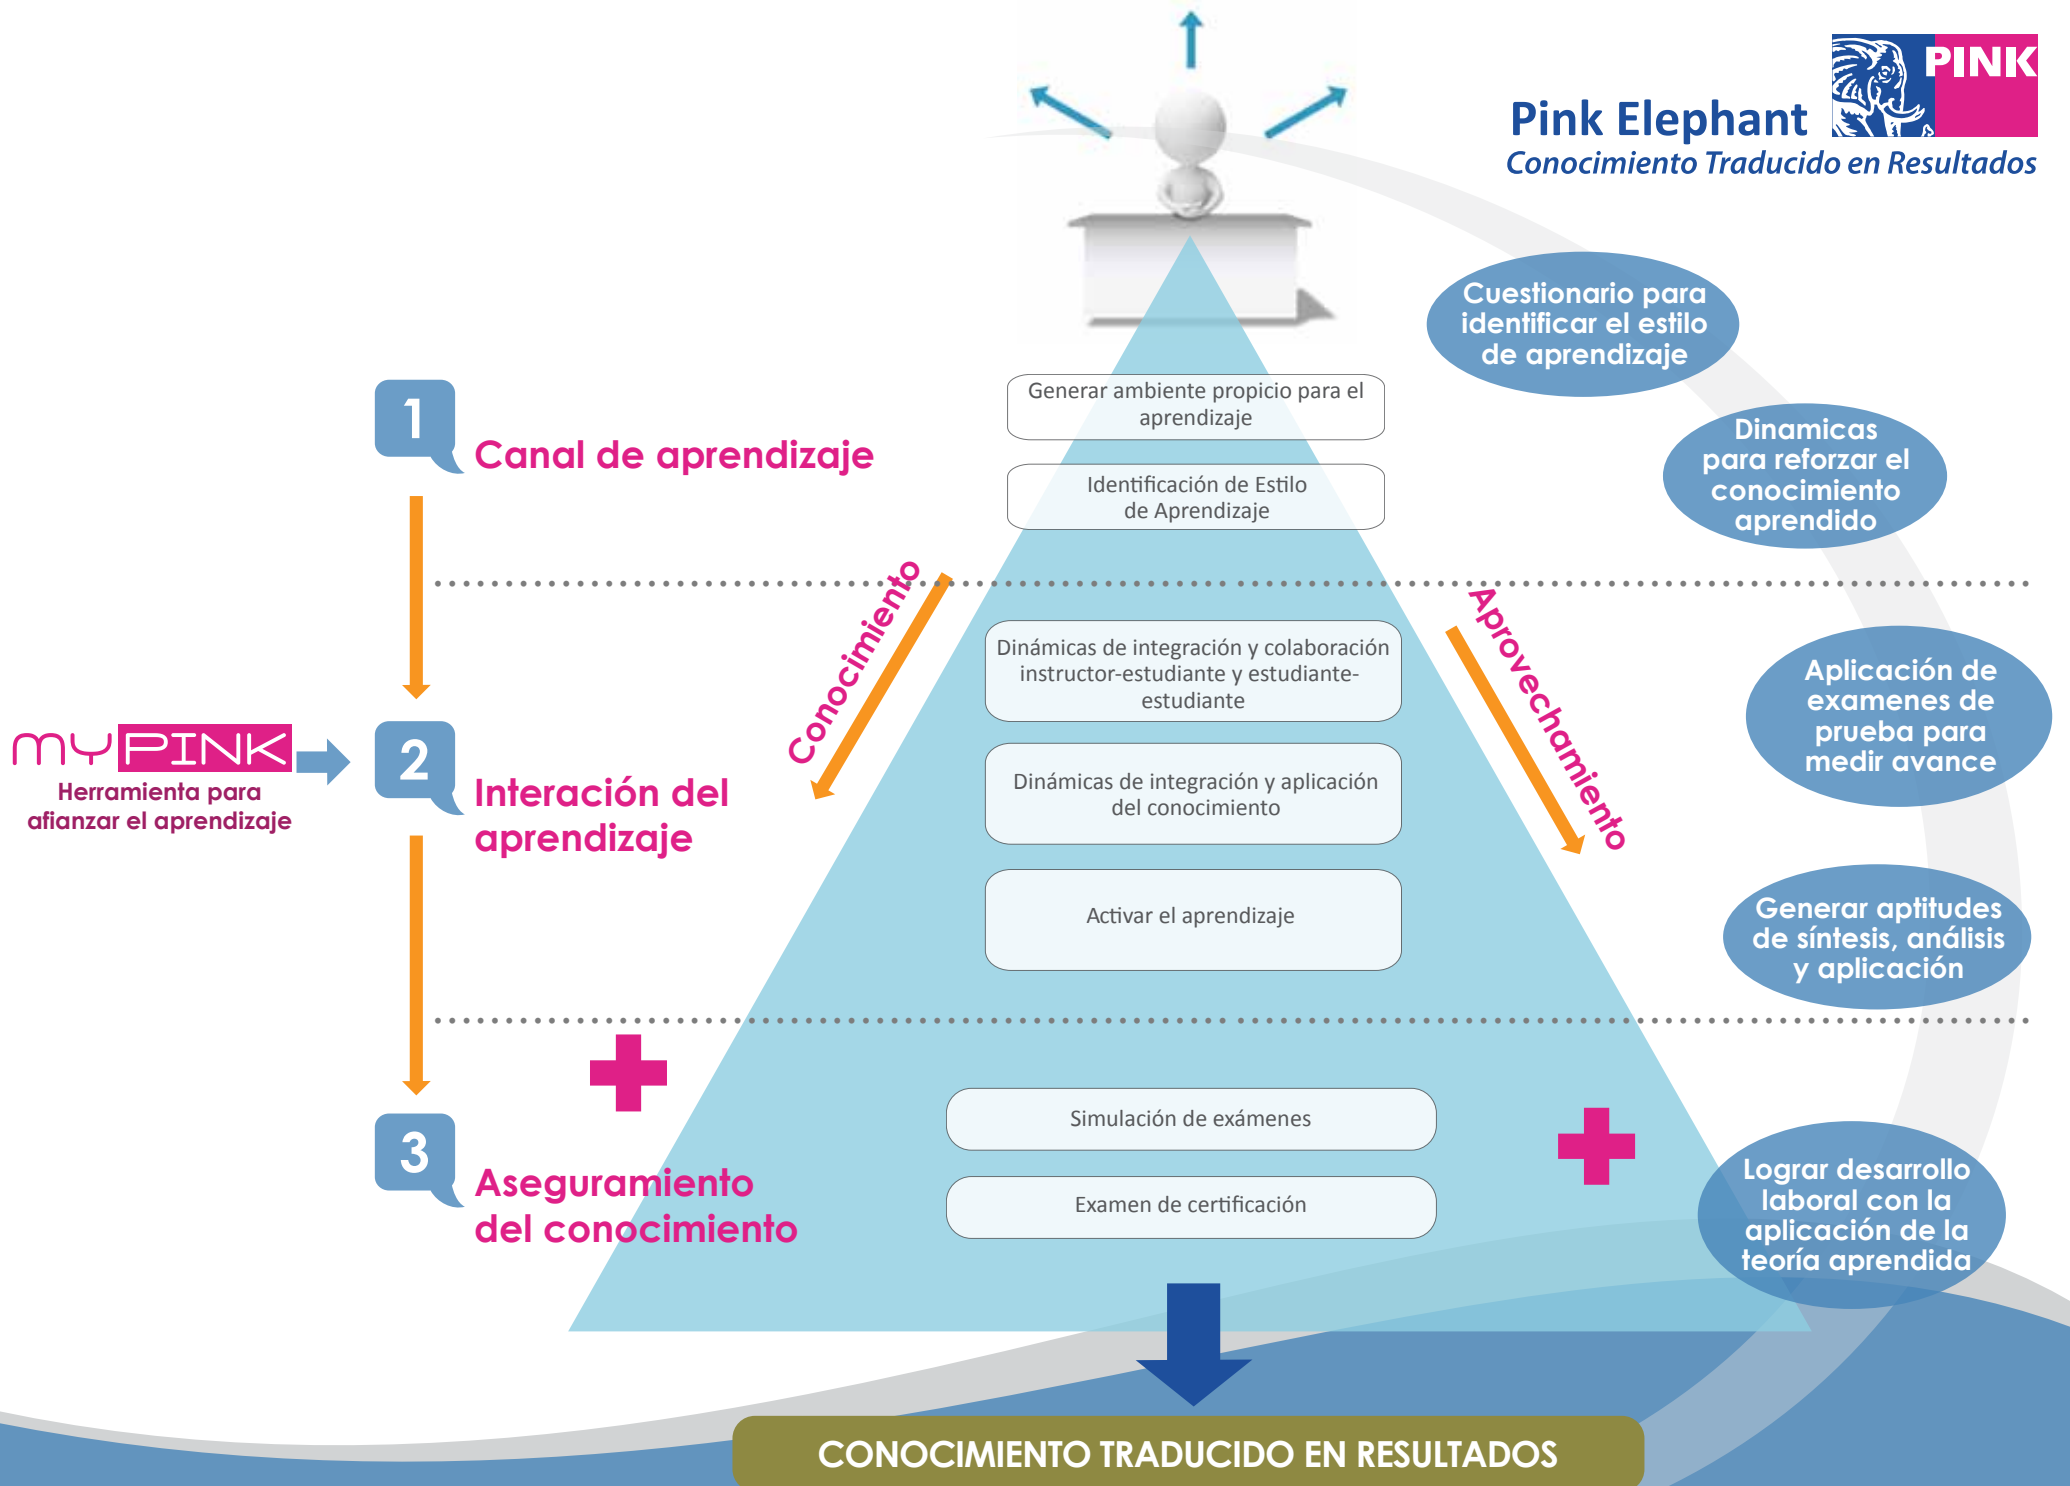 PINK
Pink Elephant
Conocimiento Traducido en Resultados
Cuestionario para
identificar el estilo
de aprendizaje
Generar ambiente propicio para el
aprendizaje
1
Canal de aprendizaje
Identificación de Estilo
de Aprendizaje
Dinamicas
para reforzar el
conocimiento
aprendido
Conocimiento
Aprovechamiento
Dinámicas de integración y colaboración
instructor-estudiante y estudiante-
estudiante
Aplicación de
examenes de
prueba para
medir avance
myPINK
Herramienta para
afianzar el aprendizaje
2
Interación del
aprendizaje
Dinámicas de integración y aplicación
del conocimiento
Activar el aprendizaje
Generar aptitudes
de síntesis, análisis
y aplicación
3
Aseguramiento
del conocimiento
Simulación de exámenes
Examen de certificación
Lograr desarrollo
laboral con la
aplicación de la
teoría aprendida
CONOCIMIENTO TRADUCIDO EN RESULTADOS